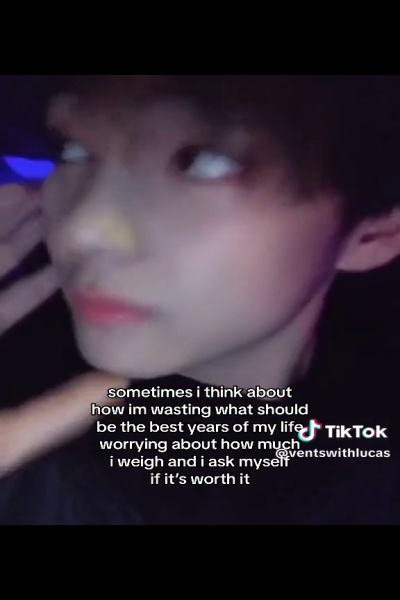 sometimes i think about
how im wasting what should
be the best years of my life
worrying about how much
i weigh and i ask myself
if it's worth it
TikTok
@ventswithlucas